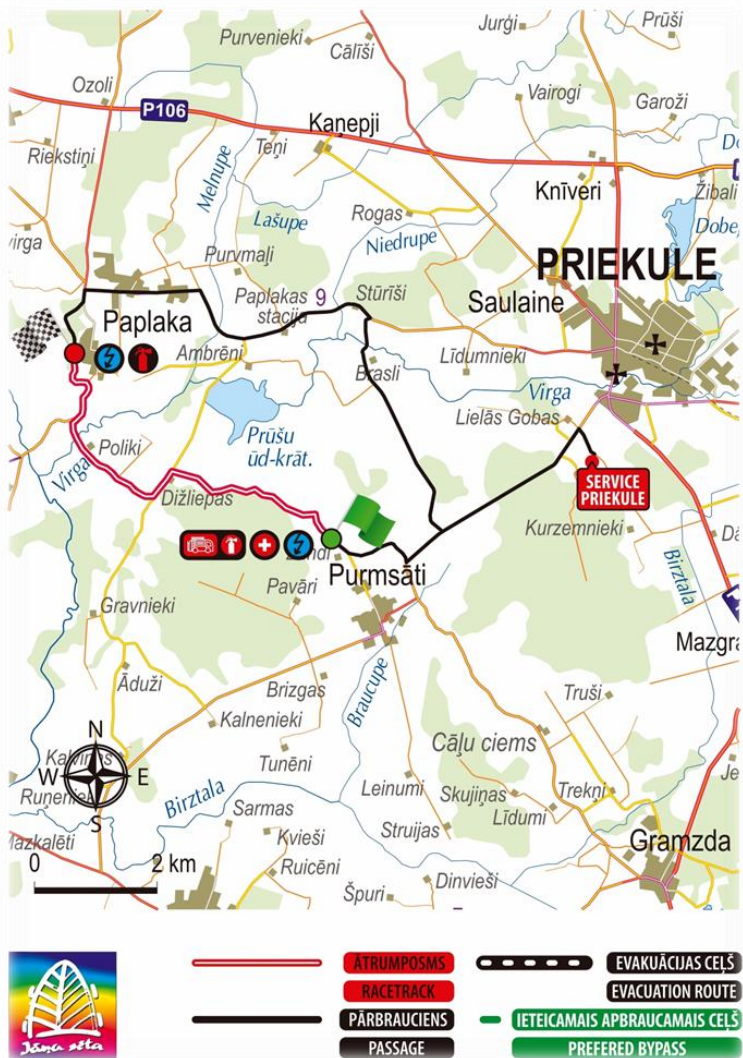 Jurģi
Prūši
Purvenieki
Cālīši
Ozoli
Vairogi
Garoži
P106
Kaņepji
Teņi
Riekstiņi
Melnupe
Knīveri
Žibali
Lašupe
Rogas
Niedrupe
Purvmaļi
PRIEKULE
Paplakas
stacija
9
Stūrīši
Saulaine
Paplaka
Ambrēni
Līdumnieki
Brasli
Virga
Lielās Gobas
Prūšu
ūd-krāt.
Poliki
Virga
SERVICE
PRIEKULE
Dižliepas
Kurzemnieki
Purmsāti
Birztala
Pavāri
Gravnieki
Āduži
Brizgas
Braucupe
Truši
Kalnenieki
N
Cāļu ciems
Tunēni
W
E
Leinumi
Skujiņas
Trekņi
Birztala
Līdumi
S
Sarmas
Struijas
Gramzda
Kvieši
0
2 km
Ruicēni
Dinvieši
Špuri
ĀTRUMPOSMS
EVAKUĀCIJAS CEĻŠ
RACETRACK
EVACUATION ROUTE
PĀRBRAUCIENS
IETEICAMAIS APBRAUCAMAIS CEĻŠ
PASSAGE
PREFERED BYPASS
Jāņa sēta